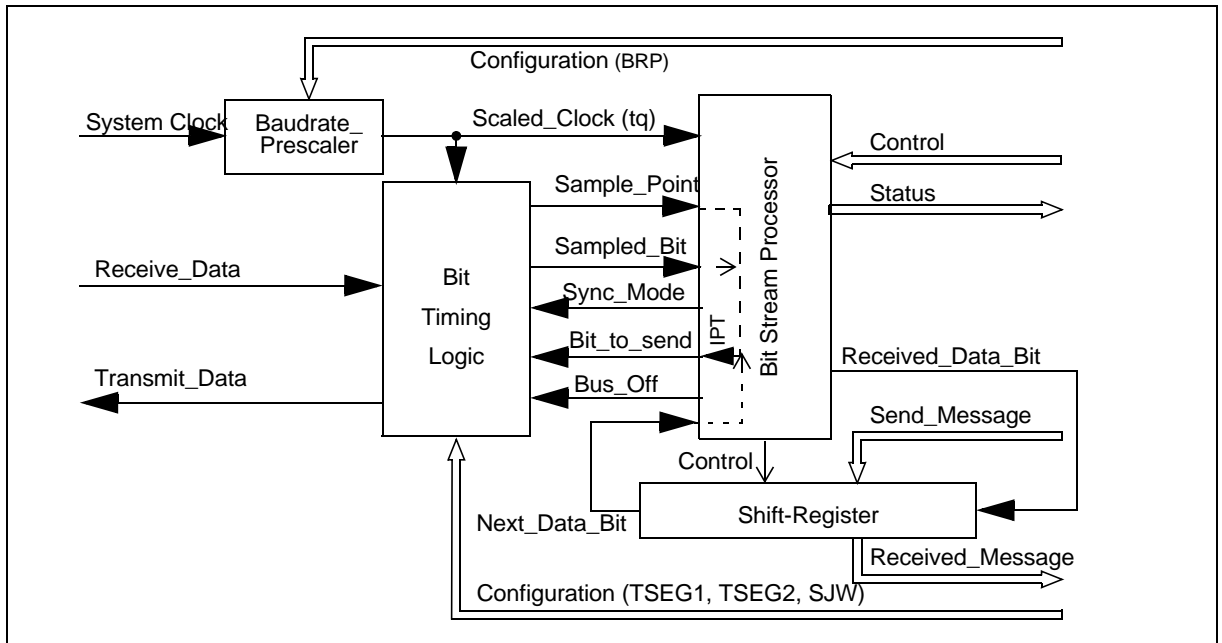 Configuration (BRP)
System Clock
Baudrate_
Prescaler
Scaled_Clock (tq)
Control
Sample_Point
Status
Sampled_Bit
Receive_Data
Bit
Timing
Logic
Sync_Mode
IPT
Bit Stream Processor
Bit_to_send
Received_Data_Bit
Transmit_Data
Bus_Off
Send_Message
Control
Next_Data_Bit
Shift-Register
Received_Message
Configuration (TSEG1, TSEG2, SJW)